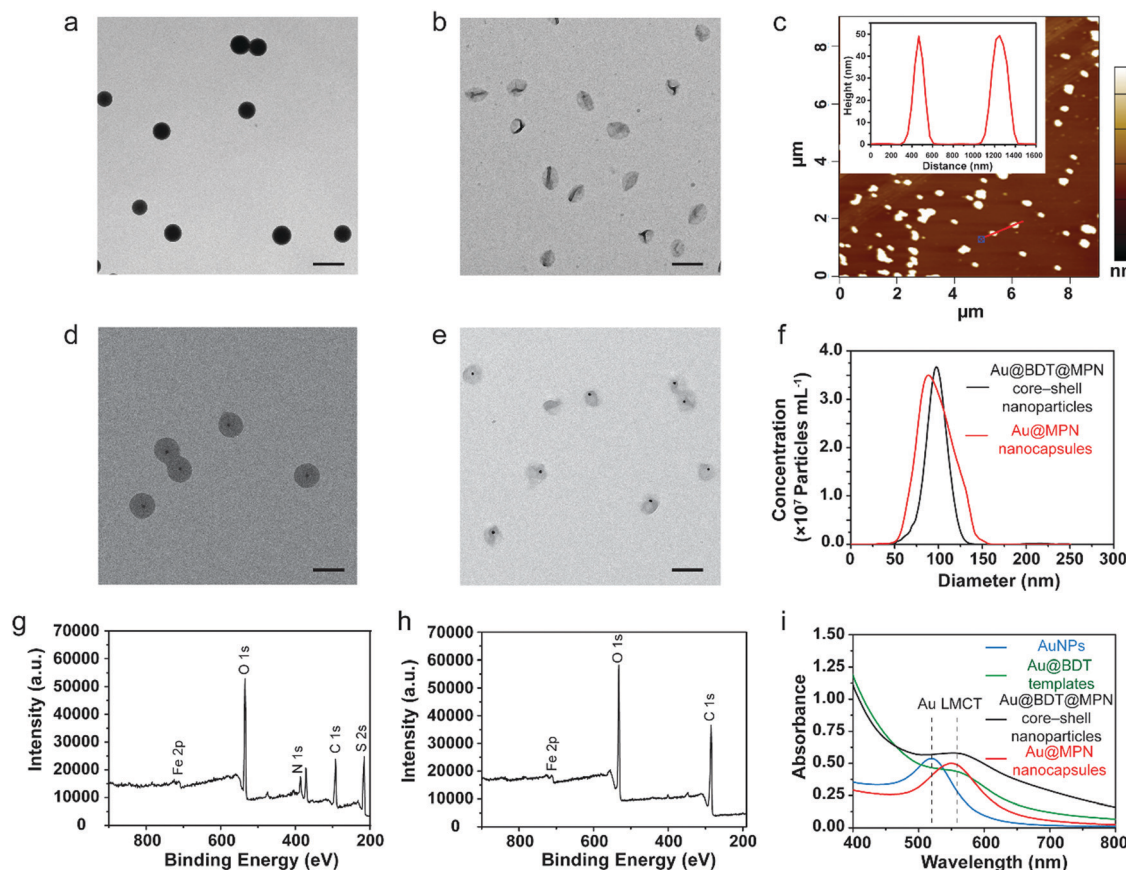 a
b
c
50
40
30
20
10
0
Height (nm)
0 200 400 600 800 1000 1200 1400 1600
Distance (nm)
8
6
4
2
0
µm
0 2 4 6 8
µm
nm
d
e
f
4.0
3.0
2.0
1.0
0.0
Concentration
(×10⁷ Particles mL⁻¹)
Au@BDT@MPN
core–shell
nanoparticles
Au@MPN
nanocapsules
0 50 100 150 200 250 300
Diameter (nm)
g
70000
60000
50000
40000
30000
20000
10000
0
Intensity (a.u.)
Fe 2p
O 1s
N 1s
C 1s
S 2s
800 600 400 200
Binding Energy (eV)
h
70000
60000
50000
40000
30000
20000
10000
0
Intensity (a.u.)
Fe 2p
O 1s
C 1s
800 600 400 200
Binding Energy (eV)
i
1.50
1.25
1.00
0.75
0.50
0.25
0.00
Absorbance
AuNPs
Au@BDT
templates
Au@BDT@MPN
core–shell
nanoparticles
Au@MPN
nanocapsules
Au LMCT
400 500 600 700 800
Wavelength (nm)